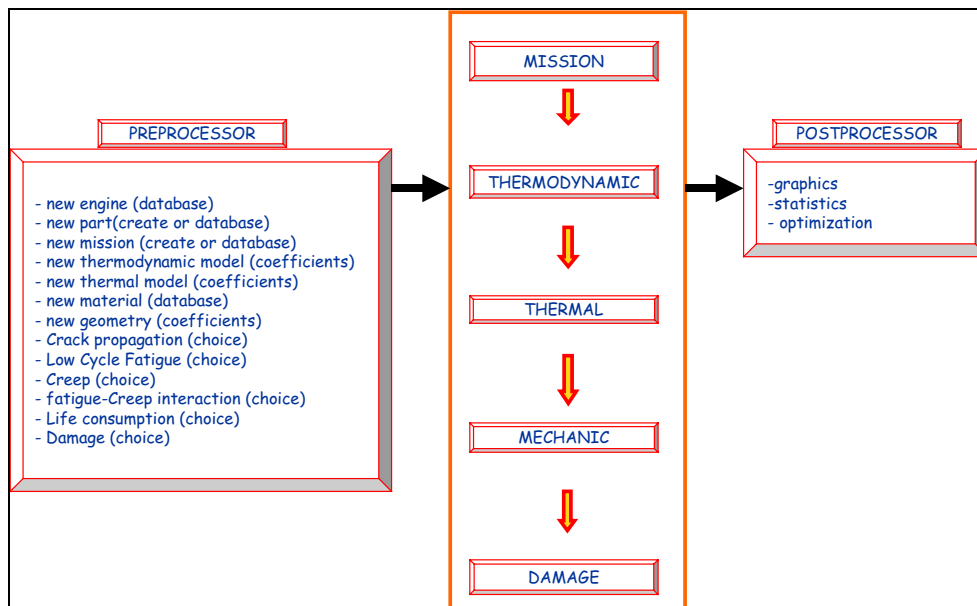 PREPROCESSOR
- new engine (database)
- new part(create or database)
- new mission (create or database)
- new thermodynamic model (coefficients)
- new thermal model (coefficients)
- new material (database)
- new geometry (coefficients)
- Crack propagation (choice)
- Low Cycle Fatigue (choice)
- Creep (choice)
- fatigue-Creep interaction (choice)
- Life consumption (choice)
- Damage (choice)
MISSION
THERMODYNAMIC
THERMAL
MECHANIC
DAMAGE
POSTPROCESSOR
-graphics
-statistics
- optimization